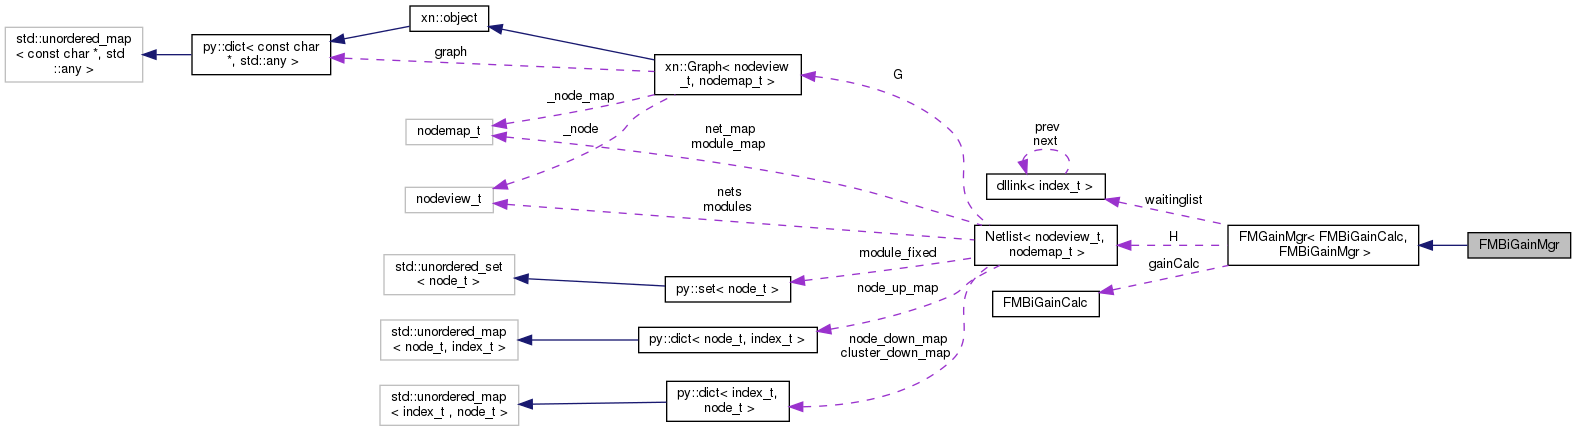 xn::object
std::unordered_map
< const char *, std
::any >
py::dict< const char
*, std::any >
graph
xn::Graph< nodeview
_t, nodemap_t >
G
_node_map
nodemap_t
_node
net_map
module_map
prev
next
dllink< index_t >
nodeview_t
nets
modules
waitinglist
Netlist< nodeview_t,
nodemap_t >
H
FMGainMgr< FMBiGainCalc,
FMBiGainMgr >
FMBiGainMgr
module_fixed
gainCalc
std::unordered_set
< node_t >
py::set< node_t >
node_up_map
FMBiGainCalc
std::unordered_map
< node_t, index_t >
py::dict< node_t, index_t >
node_down_map
cluster_down_map
std::unordered_map
< index_t , node_t >
py::dict< index_t,
node_t >